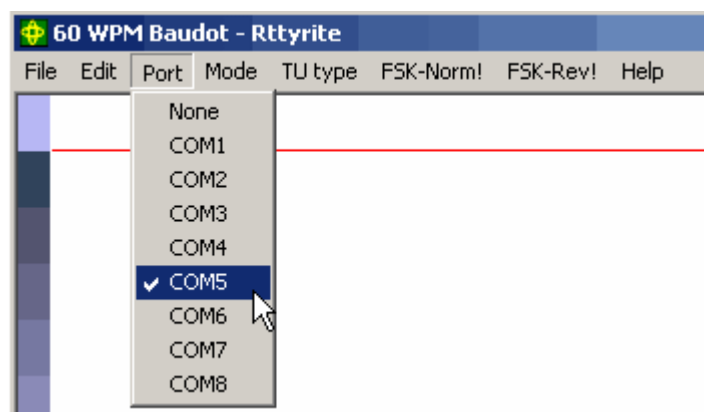 60 WPM Baudot - Rttyrite
File Edit Port Mode TU type FSK-Norm! FSK-Rev! Help
None
COM1
COM2
COM3
COM4
COM5
COM6
COM7
COM8